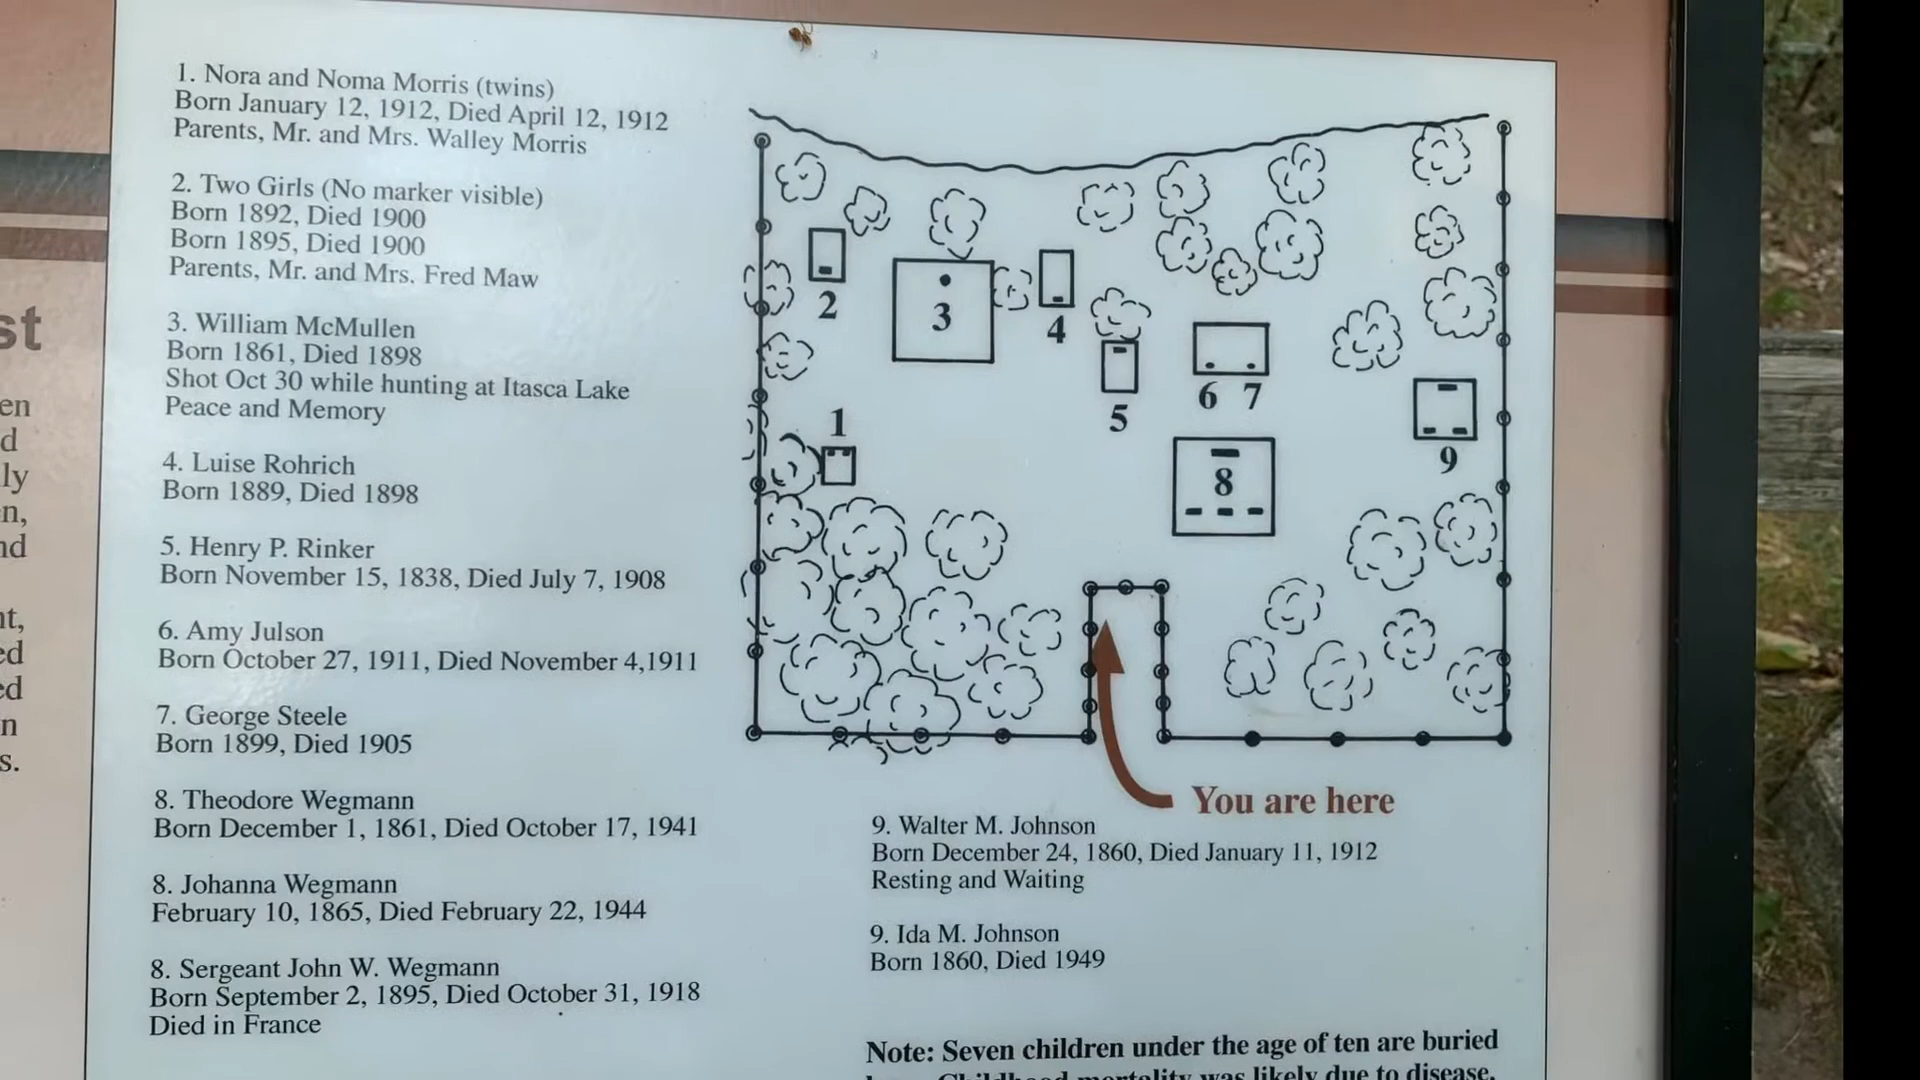 st
en
d
ly
n,
nd
nt,
ed
ed
n
s.
1. Nora and Noma Morris (twins)
Born January 12, 1912, Died April 12, 1912
Parents, Mr. and Mrs. Walley Morris
2. Two Girls (No marker visible)
Born 1892, Died 1900
Born 1895, Died 1900
Parents, Mr. and Mrs. Fred Maw
3. William McMullen
Born 1861, Died 1898
Shot Oct 30 while hunting at Itasca Lake
Peace and Memory
4. Luise Rohrich
Born 1889, Died 1898
5. Henry P. Rinker
Born November 15, 1838, Died July 7, 1908
6. Amy Julson
Born October 27, 1911, Died November 4,1911
7. George Steele
Born 1899, Died 1905
8. Theodore Wegmann
Born December 1, 1861, Died October 17, 1941
8. Johanna Wegmann
February 10, 1865, Died February 22, 1944
8. Sergeant John W. Wegmann
Born September 2, 1895, Died October 31, 1918
Died in France
2
3
4
5
6 7
1
8
9
You are here
9. Walter M. Johnson
Born December 24, 1860, Died January 11, 1912
Resting and Waiting
9. Ida M. Johnson
Born 1860, Died 1949
Note: Seven children under the age of ten are buried
Childhood mortality was likely due to disease.